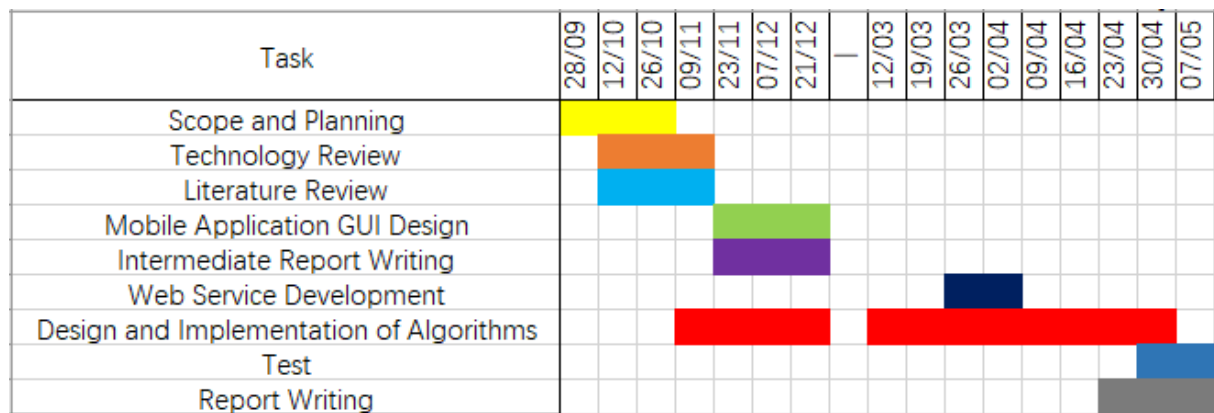 Task 28/09 12/10 26/10 09/11 23/11 07/12 21/12 — 12/03 19/03 26/03 02/04 09/04 16/04 23/04 30/04 07/05
Scope and Planning
Technology Review
Literature Review
Mobile Application GUI Design
Intermediate Report Writing
Web Service Development
Design and Implementation of Algorithms
Test
Report Writing